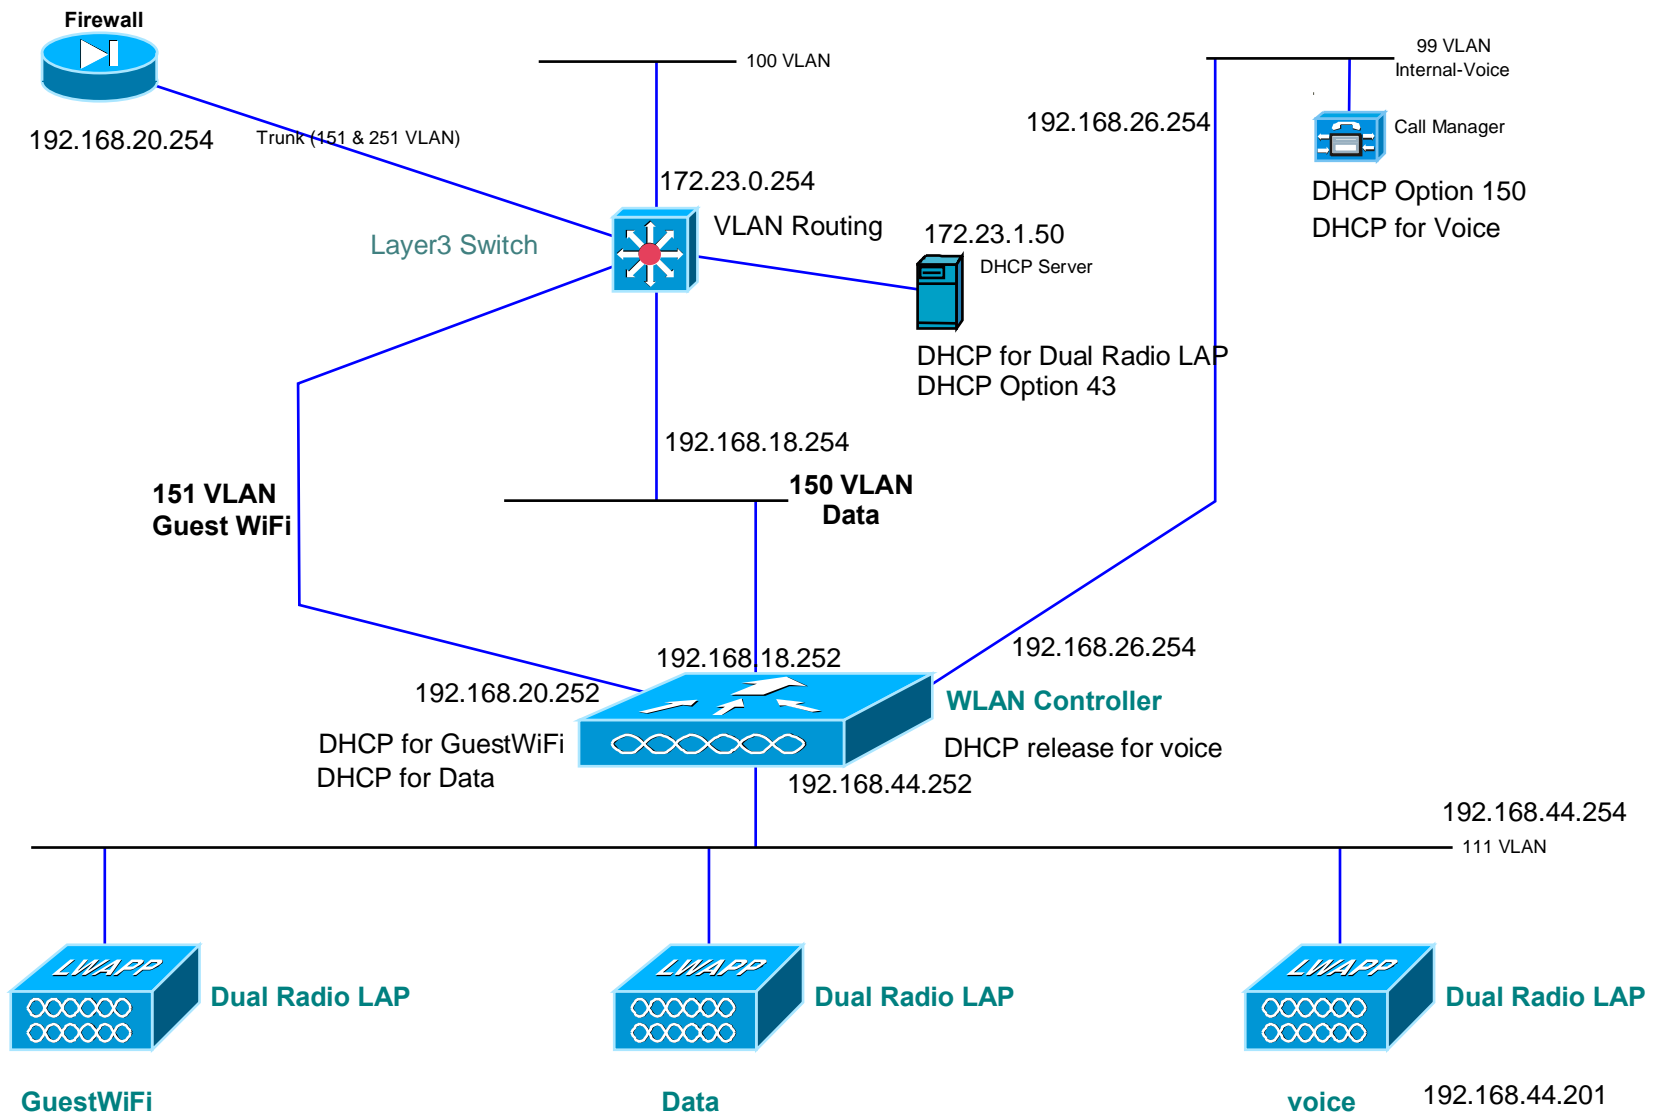 Firewall
100 VLAN
99 VLAN
Internal-Voice
192.168.20.254
Trunk (151 & 251 VLAN)
192.168.26.254
Call Manager
172.23.0.254
DHCP Option 150
DHCP for Voice
VLAN Routing
Layer3 Switch
172.23.1.50
DHCP Server
DHCP for Dual Radio LAP
DHCP Option 43
192.168.18.254
151 VLAN
Guest WiFi
150 VLAN
Data
192.168.18.252
192.168.26.254
192.168.20.252
WLAN Controller
DHCP for GuestWiFi
DHCP for Data
DHCP release for voice
192.168.44.252
192.168.44.254
111 VLAN
LWAPP
Dual Radio LAP
LWAPP
Dual Radio LAP
LWAPP
Dual Radio LAP
GuestWiFi
Data
voice
192.168.44.201